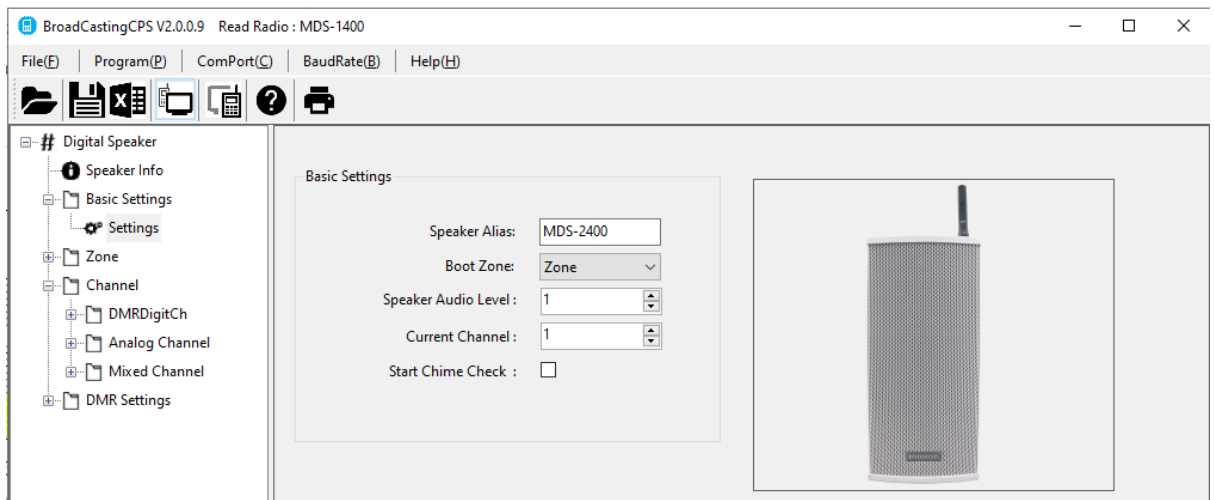 BroadCastingCPS V2.0.0.9 Read Radio : MDS-1400
File(F) Program(P) ComPort(C) BaudRate(B) Help(H)
Digital Speaker
Speaker Info
Basic Settings
Settings
Zone
Channel
DMRDigitCh
Analog Channel
Mixed Channel
DMR Settings
Basic Settings
Speaker Alias: MDS-2400
Boot Zone: Zone
Speaker Audio Level : 1
Current Channel : 1
Start Chime Check :